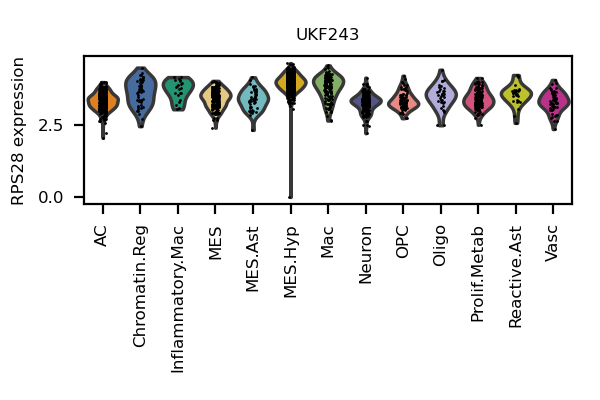 UKF243
RPS28 expression
2.5
0.0
AC
Chromatin.Reg
Inflammatory.Mac
MES
MES.Ast
MES.Hyp
Mac
Neuron
OPC
Oligo
Prolif.Metab
Reactive.Ast
Vasc